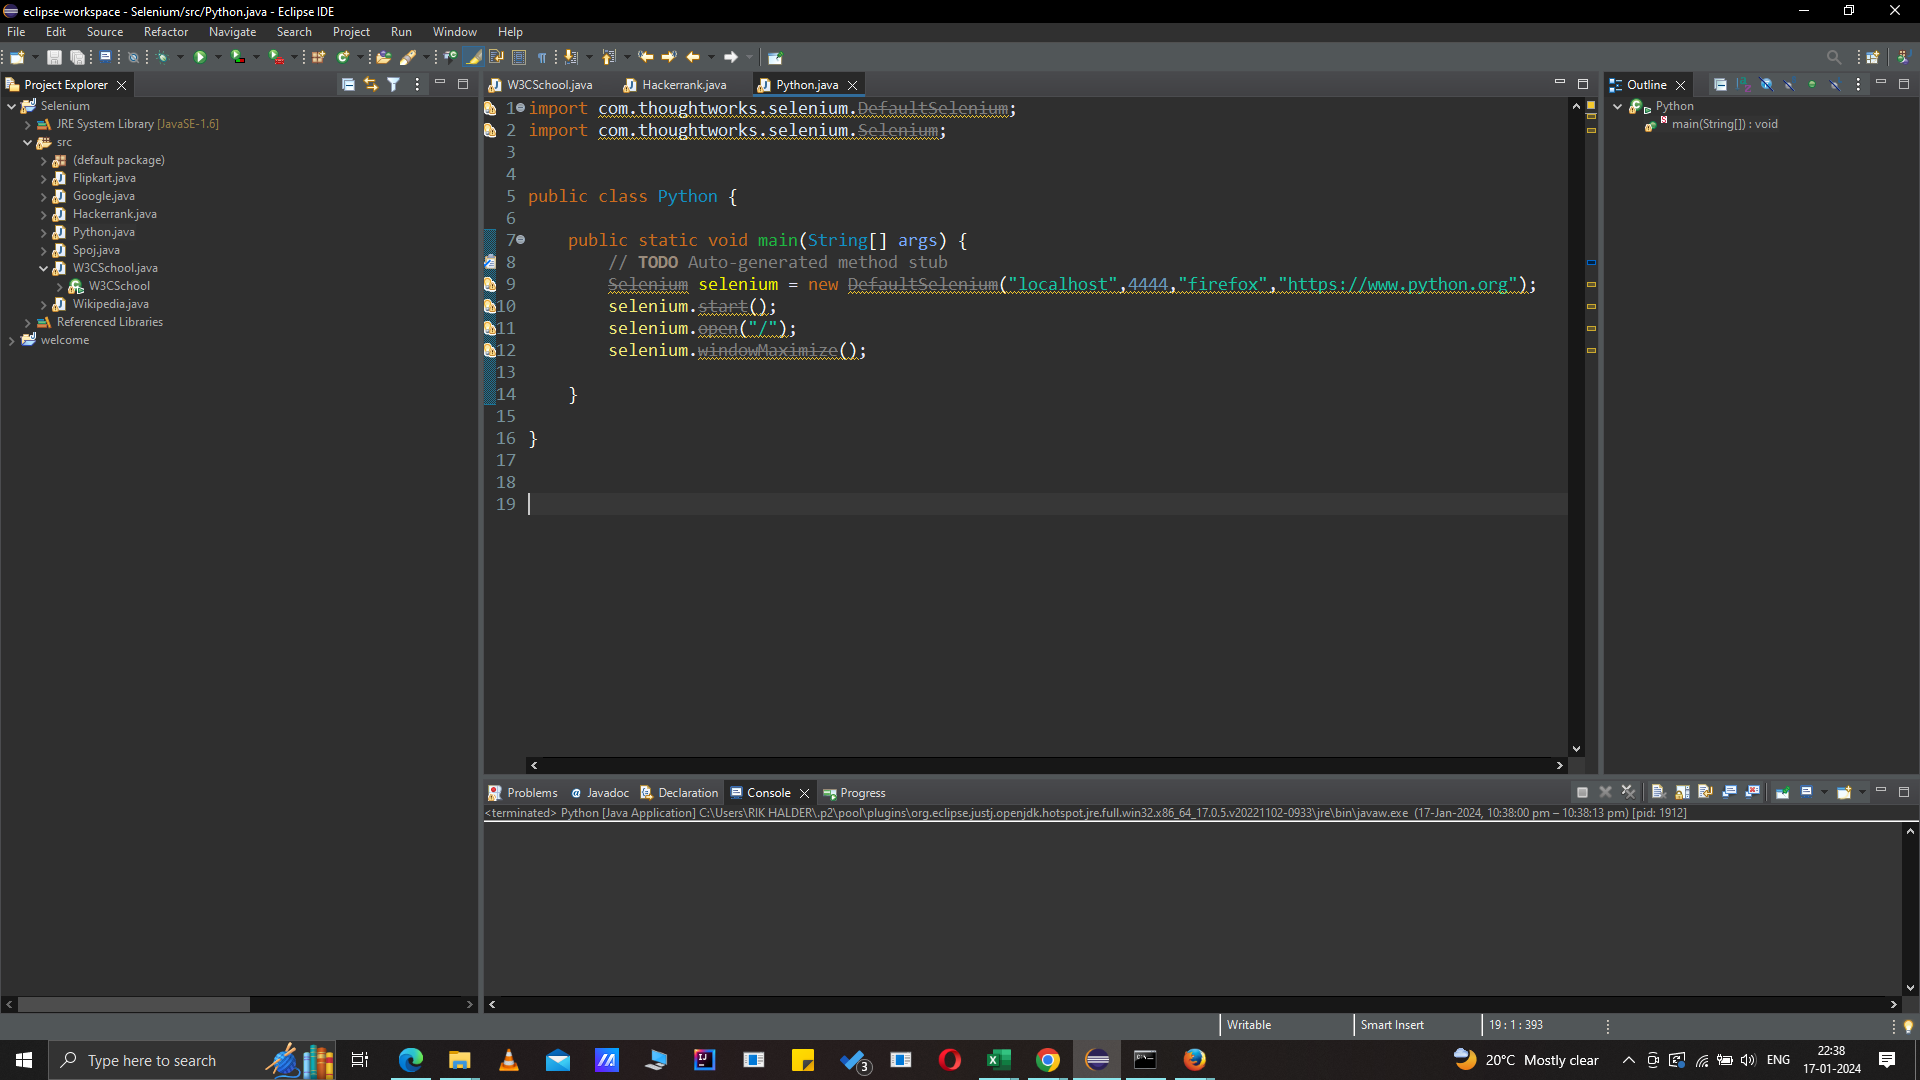 eclipse-workspace - Selenium/src/Python.java - Eclipse IDE
File Edit Source Refactor Navigate Search Project Run Window Help
Project Explorer
Selenium
JRE System Library [JavaSE-1.6]
src
(default package)
Flipkart.java
Google.java
Hackerrank.java
Python.java
Spoj.java
W3CSchool.java
W3CSchool
Wikipedia.java
Referenced Libraries
welcome
W3CSchool.java Hackerrank.java Python.java
1 import com.thoughtworks.selenium.DefaultSelenium;
2 import com.thoughtworks.selenium.Selenium;
3
4
5 public class Python {
6
7 public static void main(String[] args) {
8 // TODO Auto-generated method stub
9 Selenium selenium = new DefaultSelenium("localhost",4444,"firefox","https://www.python.org");
10 selenium.start();
11 selenium.open("/");
12 selenium.windowMaximize();
13
14 }
15
16 }
17
18
19
Outline
Python
main(String[]) : void
Problems Javadoc Declaration Console Progress
<terminated> Python [Java Application] C:\Users\RIK HALDER\.p2\pool\plugins\org.eclipse.justj.openjdk.hotspot.jre.full.win32.x86_64_17.0.5.v20221102-0933\jre\bin\javaw.exe (17-Jan-2024, 10:38:00 pm – 10:38:13 pm) [pid: 1912]
Writable Smart Insert 19 : 1 : 393
Type here to search
3
20°C Mostly clear
ENG
22:38
17-01-2024